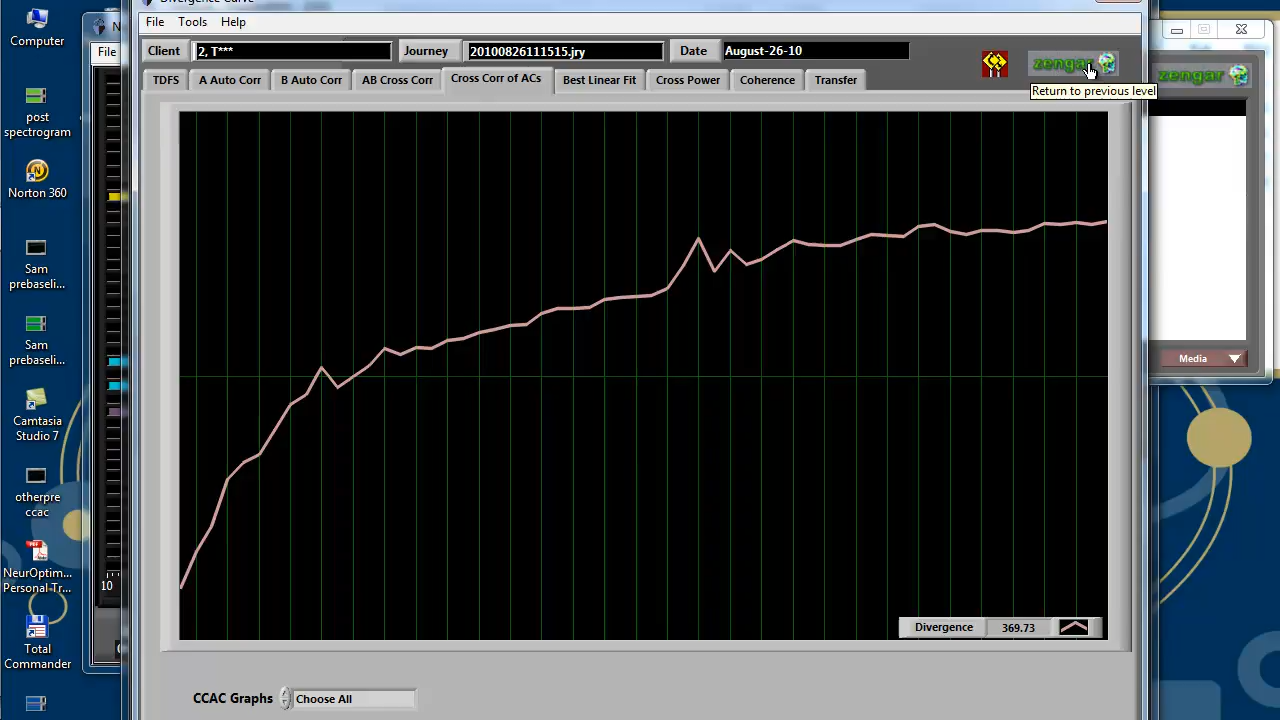 Divergence Curve
File Tools Help
Client 2, T*** Journey 20100826111515.jry Date August-26-10
zengar
zengar
Return to previous level
TDFS A Auto Corr B Auto Corr AB Cross Corr Cross Corr of ACs Best Linear Fit Cross Power Coherence Transfer
Computer
N
File
post
spectrogram
Norton 360
Sam
prebaseli...
Sam
prebaseli...
Media
Camtasia
Studio 7
otherpre
ccac
NeurOptim...
Personal-Tr...
10
Divergence 369.73
Total
Commander
CCAC Graphs Choose All